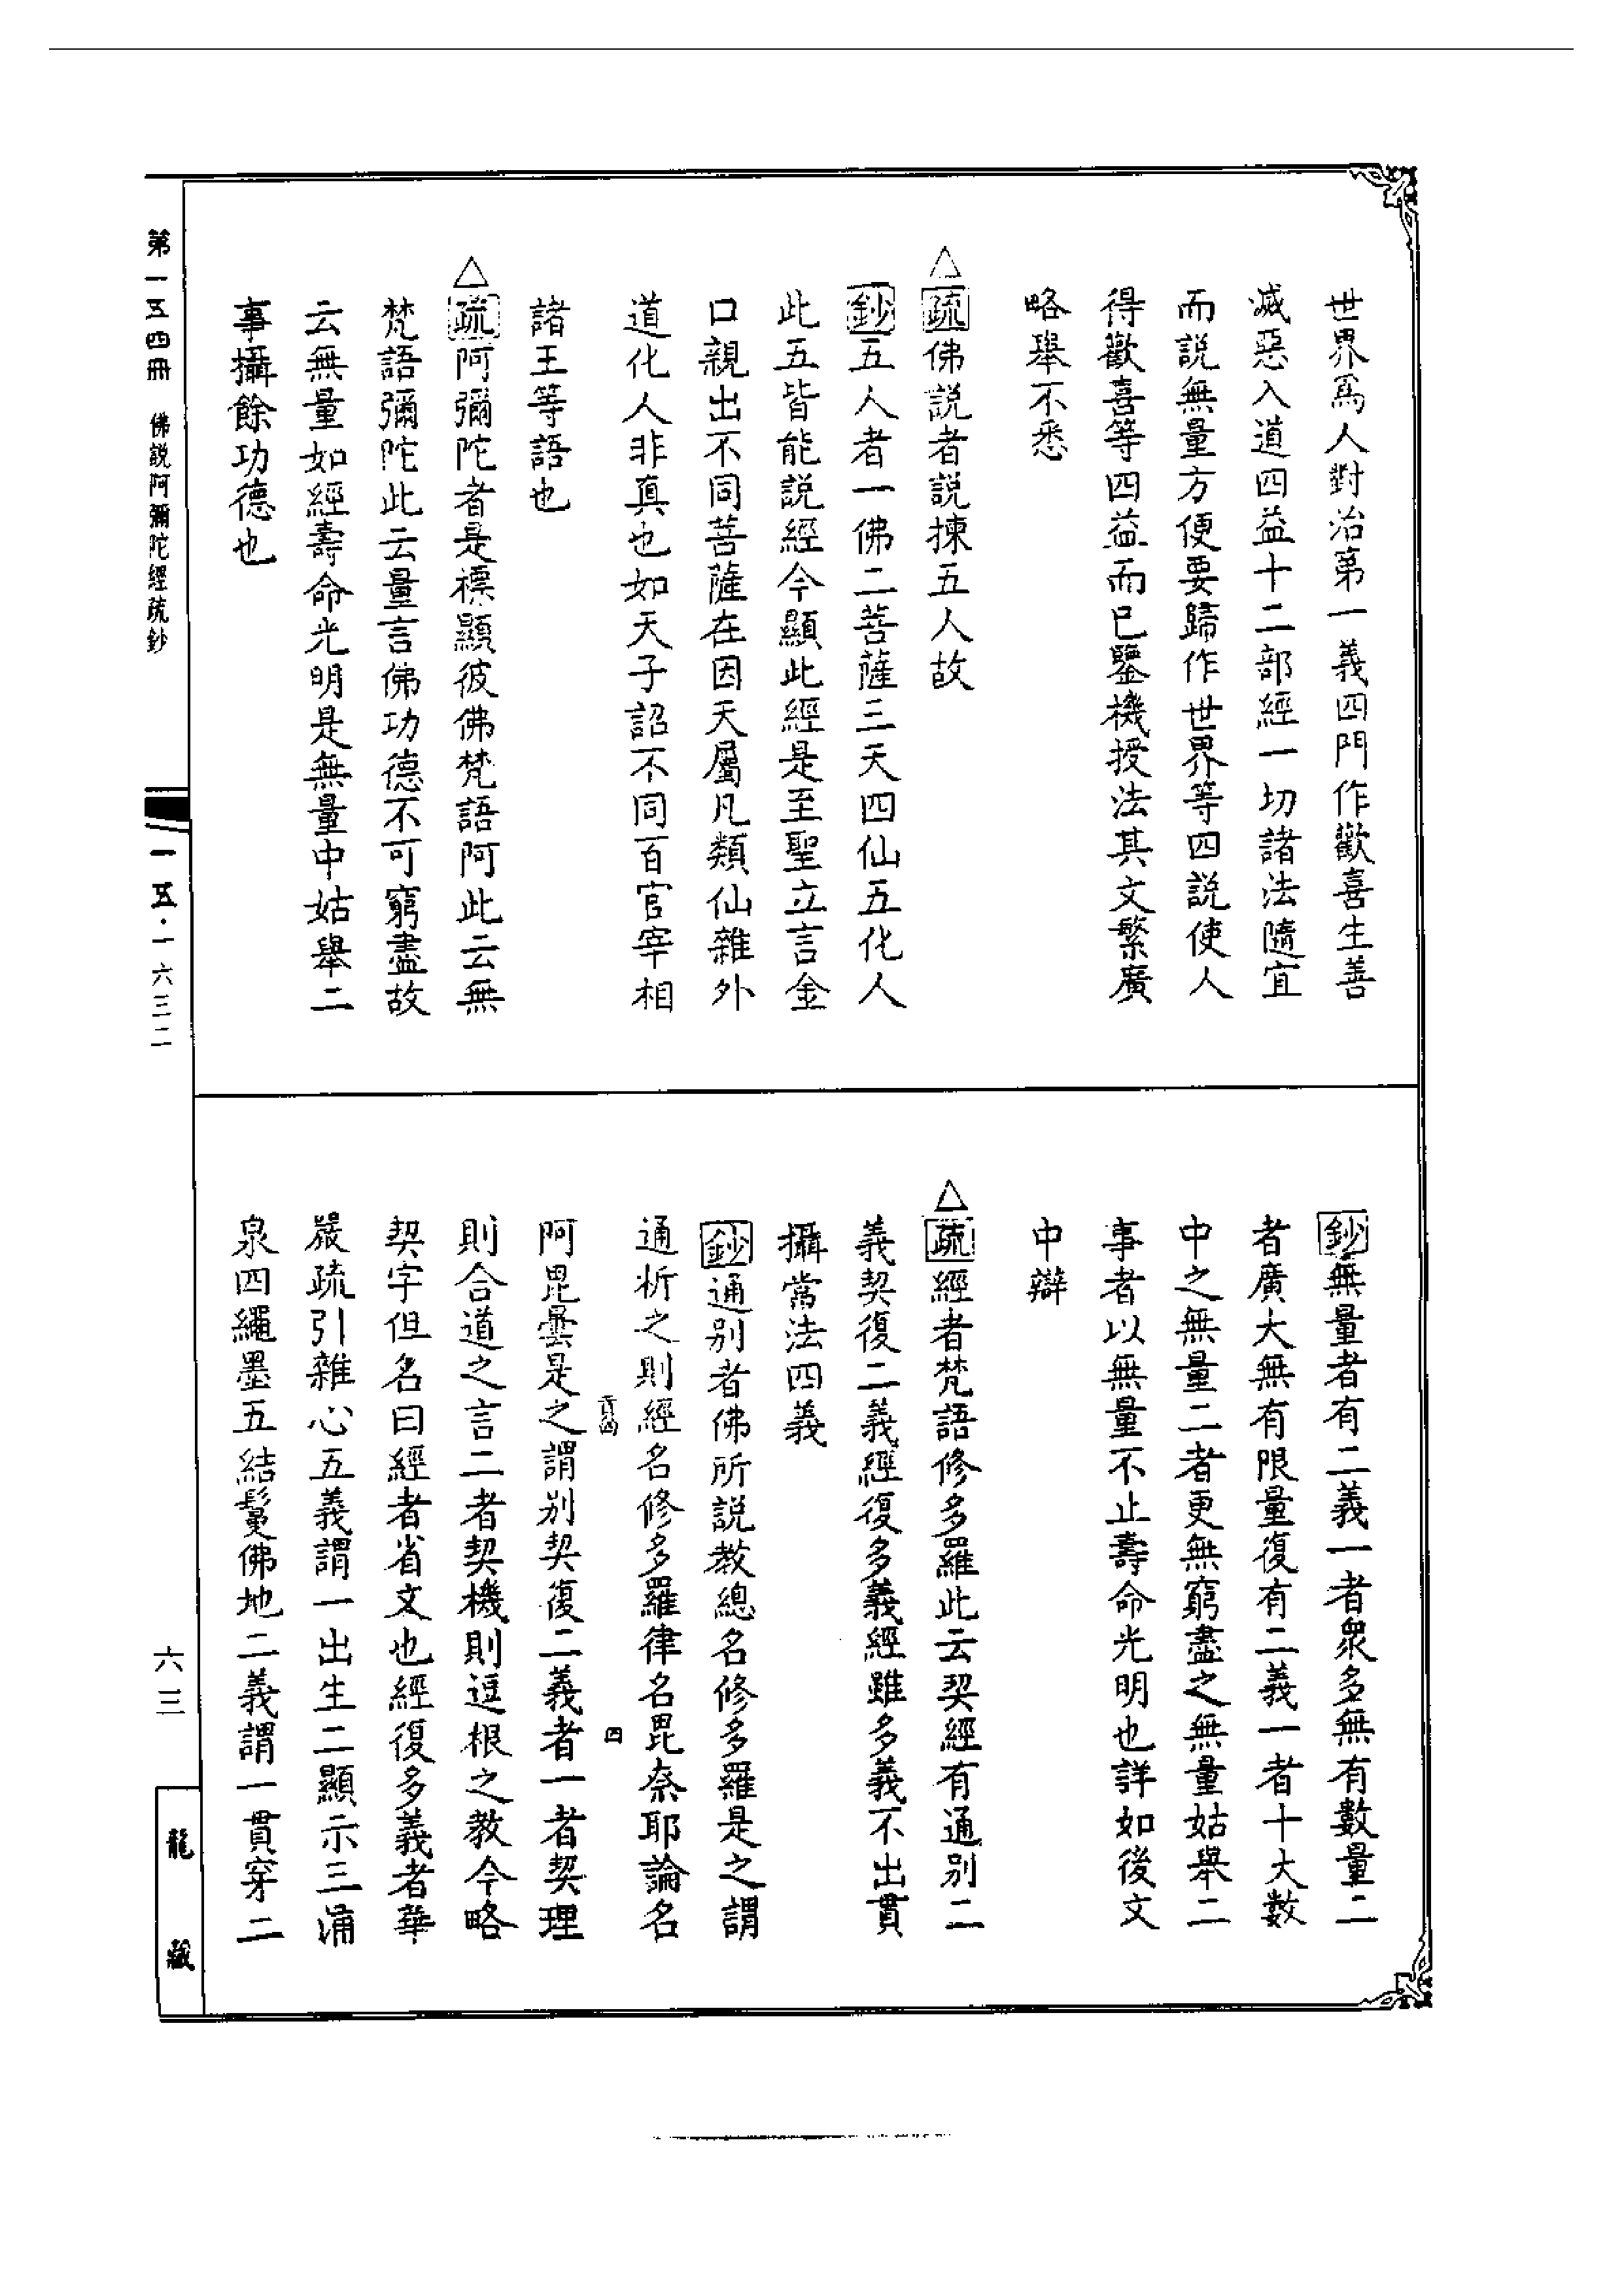 世界爲人對治第一義四門作歡喜生善
滅惡入道四益十二部經一切諸法隨宜
而説無量方便要歸作世界等四説使人
得歡喜等四益而已鑒機授法其文繁廣
略舉不悉
△疏佛説者説揀五人故
鈔五人者一佛二菩薩三天四仙五化人
此五皆能説經今顯此經是至聖立言金
口親出不同菩薩在因天屬凡類仙雜外
道化人非真也如天子詔不同百官宰相
諸王等語也
△疏阿彌陀者是標顯彼佛梵語阿此云無
梵語彌陀此云量言佛功德不可窮盡故
云無量如經壽命光明是無量中姑舉二
事攝餘功德也
鈔無量者有二義一者衆多無有數量二
者廣大無有限量復有二義一者十大數
中之無量二者更無窮盡之無量姑舉二
事者以無量不止壽命光明也詳如後文
中辯
△疏經者梵語修多羅此云契經有通別二
義契復二義經復多義經雖多義不出貫
攝常法四義
鈔通別者佛所説教總名修多羅是之謂
通析之則經名修多羅律名毘奈耶論名
四
阿毘曇是之謂別契復二義者一者契理
則合道之言二者契機則逗根之教今略
契字但名曰經者省文也經復多義者華
嚴疏引雜心五義謂一出生二顯示三涌
泉四繩墨五結鬘佛地二義謂一貫穿二
第一五四冊　佛説阿彌陀經疏鈔
一五·一六三二
六三
龍藏